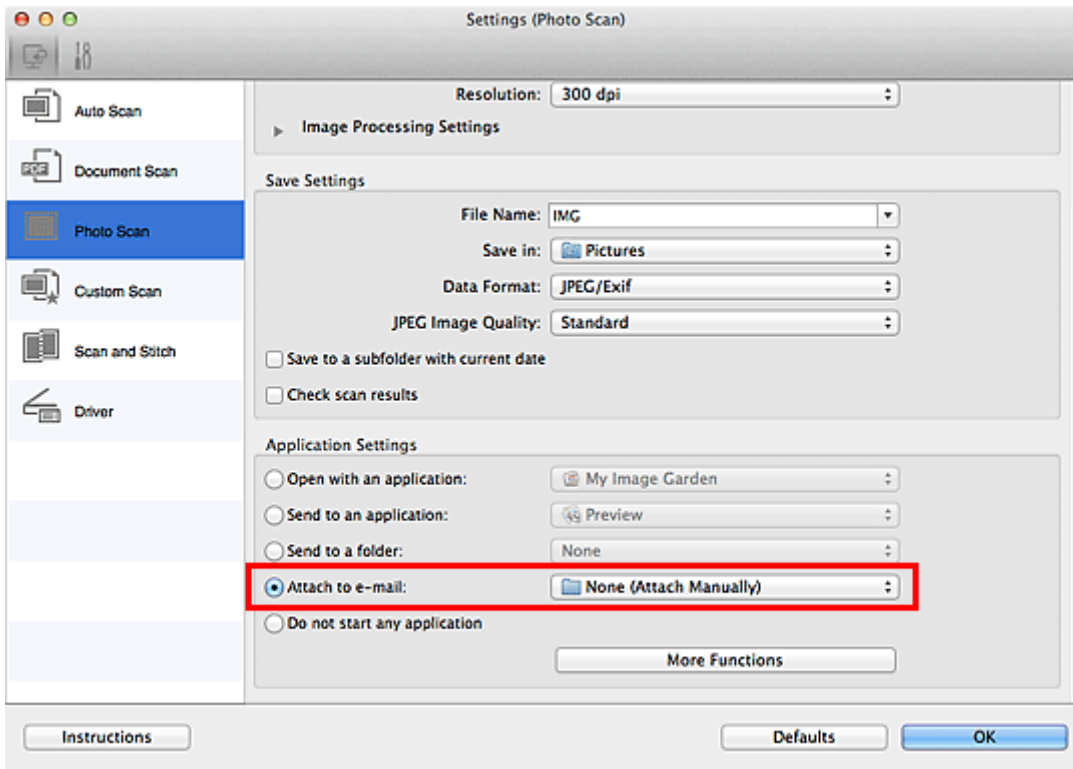 Settings (Photo Scan)
Auto Scan
Document Scan
Photo Scan
Custom Scan
Scan and Stitch
Driver
Resolution: 300 dpi
Image Processing Settings
Save Settings
File Name: IMG
Save in: Pictures
Data Format: JPEG/Exif
JPEG Image Quality: Standard
Save to a subfolder with current date
Check scan results
Application Settings
Open with an application: My Image Garden
Send to an application: Preview
Send to a folder: None
Attach to e-mail: None (Attach Manually)
Do not start any application
More Functions
Instructions Defaults OK